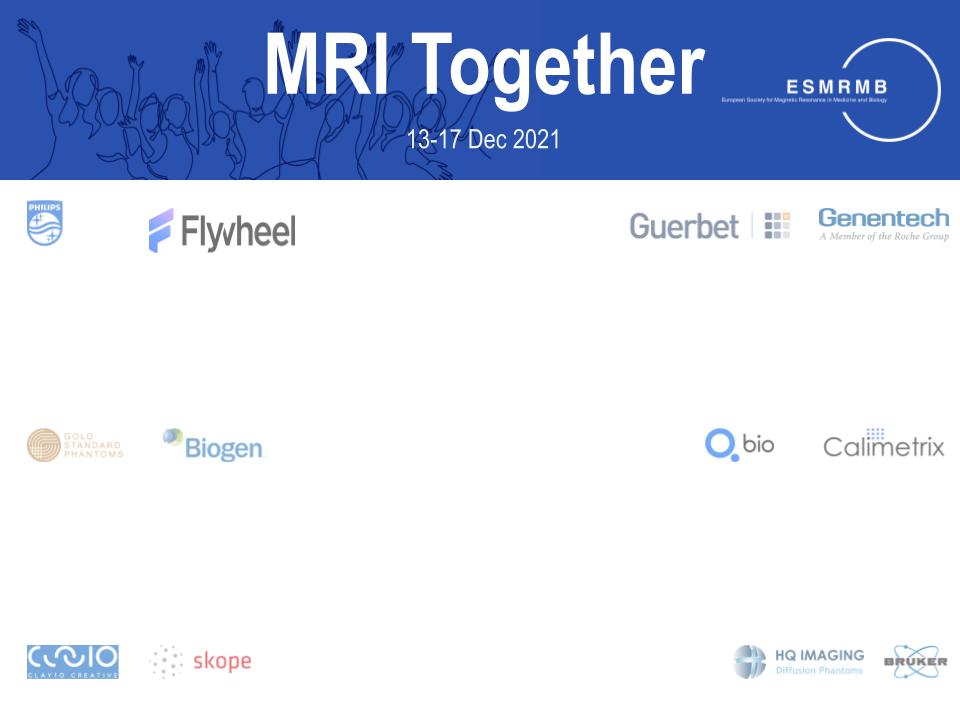 MRI Together
ESMRMB
European Society for Magnetic Resonance in Medicine and Biology
13-17 Dec 2021
PHILIPS
Flywheel
Guerbet
Genentech
A Member of the Roche Group
GOLD
STANDARD
PHANTOMS
Biogen
Q bio
Calimetrix
CLAYIO CREATIVE
skope
HQ IMAGING
Diffusion Phantoms
BRUKER